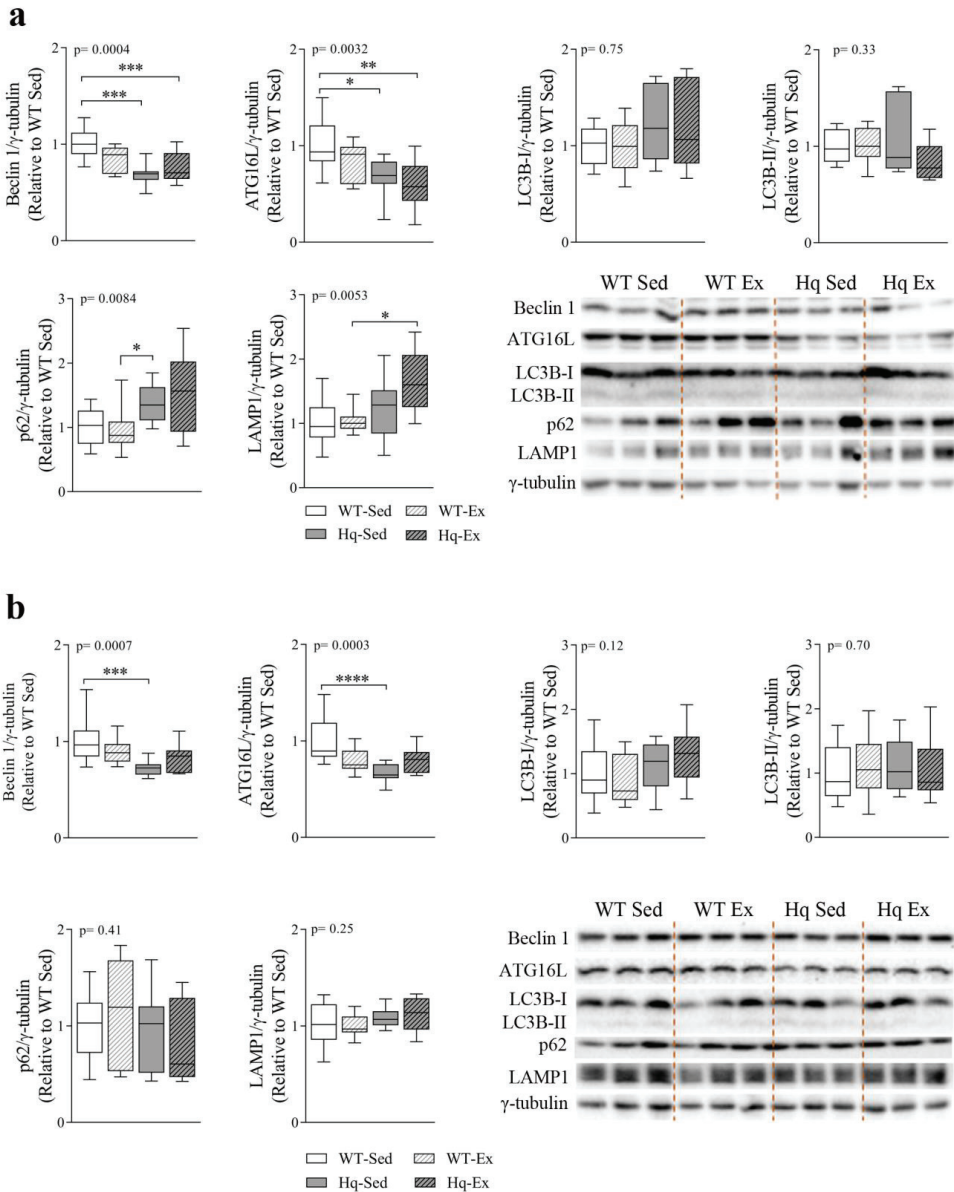 a
p= 0.0004
***
***
Beclin 1/γ-tubulin
(Relative to WT Sed)
2
1
0
p= 0.0032
**
*
ATG16L/γ-tubulin
(Relative to WT Sed)
2
1
0
p= 0.75
LC3B-I/γ-tubulin
(Relative to WT Sed)
2
1
0
p= 0.33
LC3B-II/γ-tubulin
(Relative to WT Sed)
2
1
0
p= 0.0084
*
p62/γ-tubulin
(Relative to WT Sed)
3
2
1
0
p= 0.0053
*
LAMP1/γ-tubulin
(Relative to WT Sed)
3
2
1
0
WT-Sed WT-Ex
Hq-Sed Hq-Ex
WT Sed WT Ex Hq Sed Hq Ex
Beclin 1
ATG16L
LC3B-I
LC3B-II
p62
LAMP1
γ-tubulin
b
p= 0.0007
***
Beclin 1/γ-tubulin
(Relative to WT Sed)
2
1
0
p= 0.0003
****
ATG16L/γ-tubulin
(Relative to WT Sed)
2
1
0
p= 0.12
LC3B-I/γ-tubulin
(Relative to WT Sed)
3
2
1
0
p= 0.70
LC3B-II/γ-tubulin
(Relative to WT Sed)
3
2
1
0
p= 0.41
p62/γ-tubulin
(Relative to WT Sed)
2
1
0
p= 0.25
LAMP1/γ-tubulin
(Relative to WT Sed)
2
1
0
WT-Sed WT-Ex
Hq-Sed Hq-Ex
WT Sed WT Ex Hq Sed Hq Ex
Beclin 1
ATG16L
LC3B-I
LC3B-II
p62
LAMP1
γ-tubulin